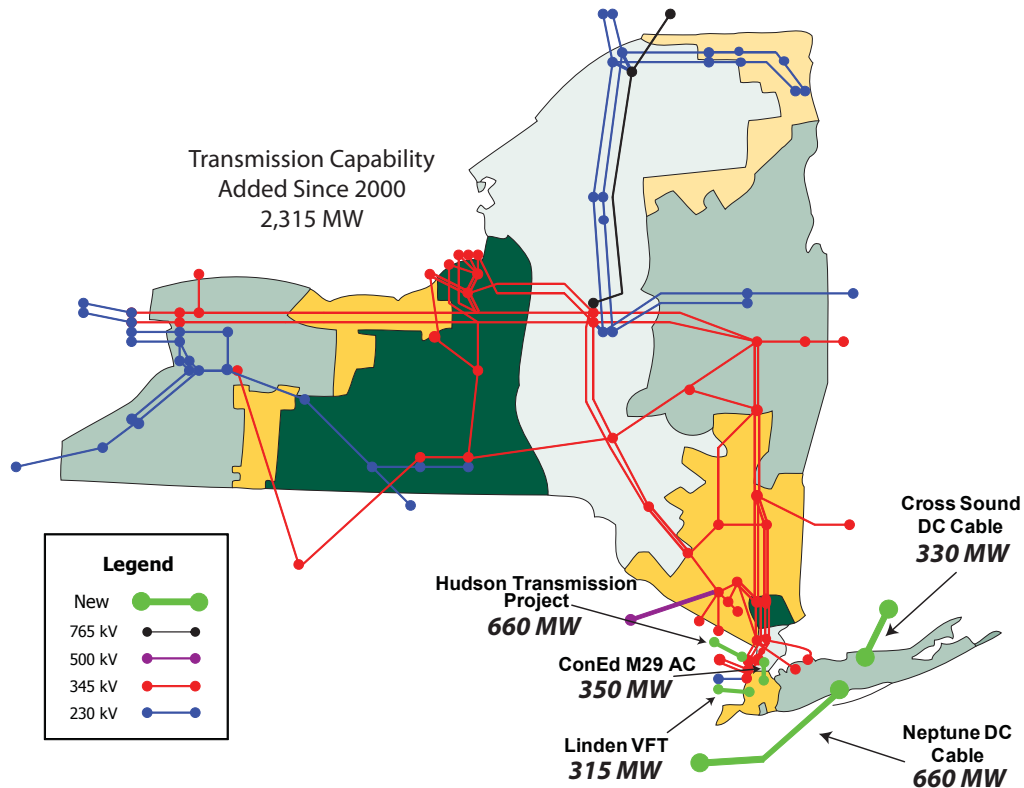 Transmission Capability
Added Since 2000
2,315 MW
Cross Sound
DC Cable
330 MW
Hudson Transmission
Project
660 MW
ConEd M29 AC
350 MW
Linden VFT
315 MW
Neptune DC
Cable
660 MW
Legend
New
765 kV
500 kV
345 kV
230 kV